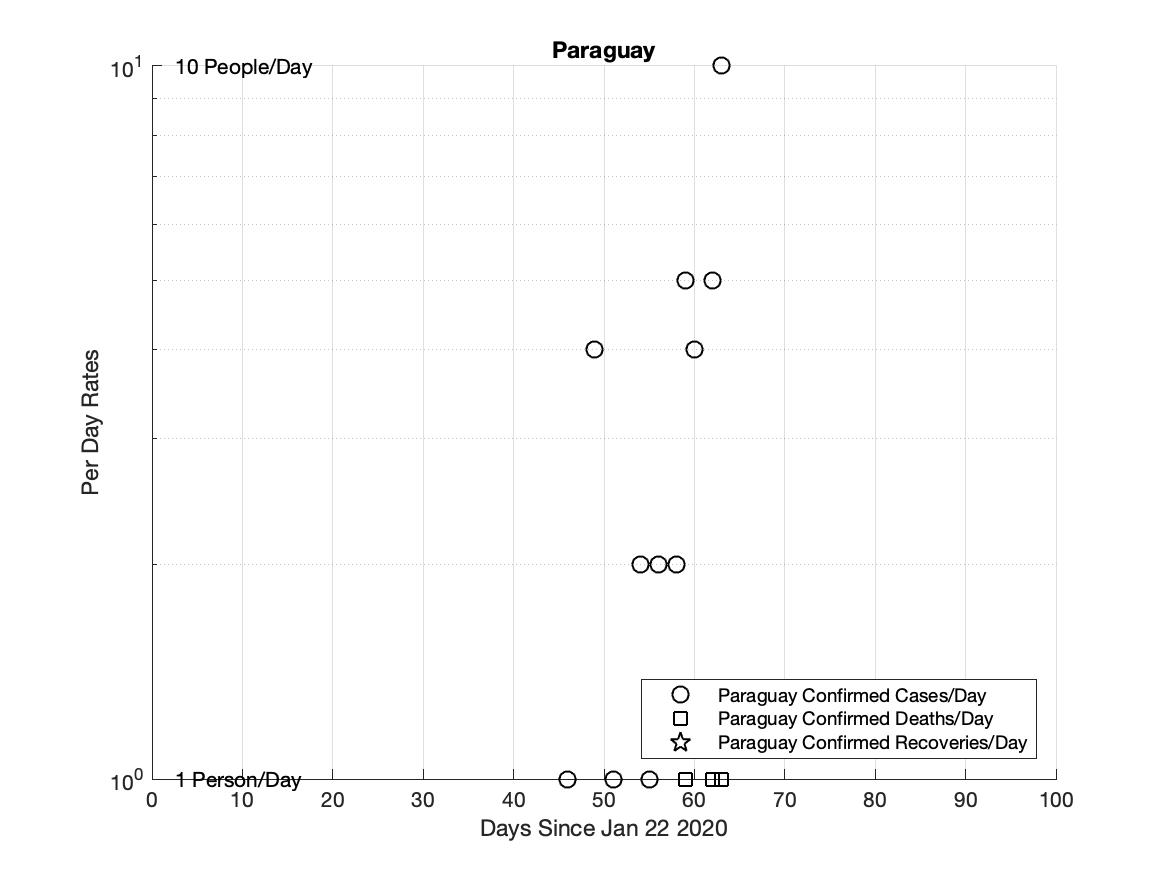 Paraguay
10¹
10 People/Day
Per Day Rates
Paraguay Confirmed Cases/Day
Paraguay Confirmed Deaths/Day
Paraguay Confirmed Recoveries/Day
10⁰
1 Person/Day
0 10 20 30 40 50 60 70 80 90 100
Days Since Jan 22 2020